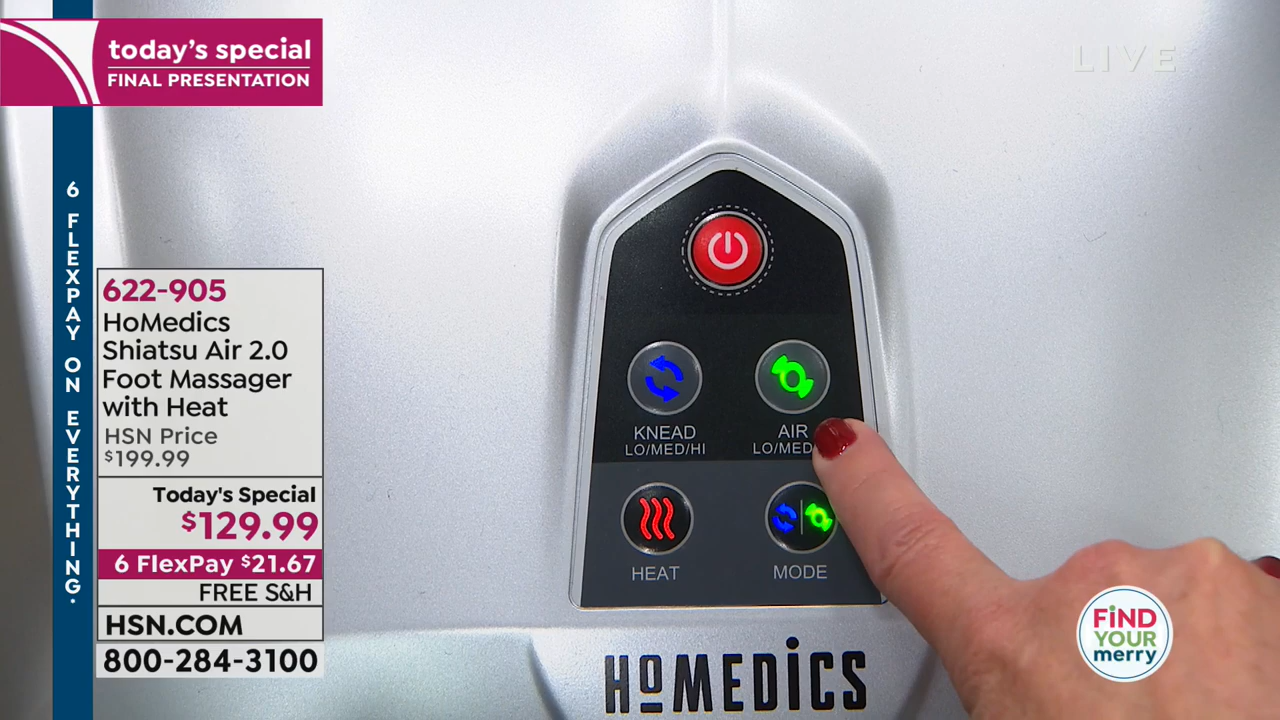 today's special
FINAL PRESENTATION
LIVE
6 FLEXPAY ON EVERYTHING.
622-905
HoMedics
Shiatsu Air 2.0
Foot Massager
with Heat
HSN Price
$199.99
Today's Special
$129.99
6 FlexPay $21.67
FREE S&H
HSN.COM
800-284-3100
KNEAD
LO/MED/HI
AIR
LO/MED
HEAT
MODE
HoMEDiCS
FiND
YOUR
merry